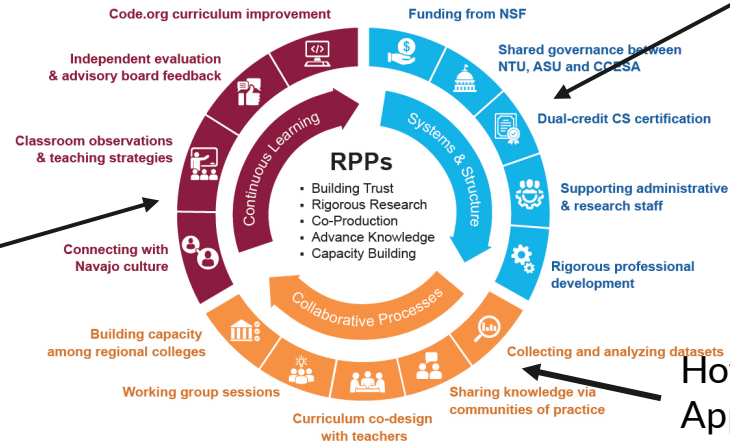 Code.org curriculum improvement
Funding from NSF
Independent evaluation
& advisory board feedback
Shared governance between
NTU, ASU and CCESA
Dual-credit CS certification
Classroom observations
& teaching strategies
Continuous Learning
Systems & Structure
RPPs
▪ Building Trust
▪ Rigorous Research
▪ Co-Production
▪ Advance Knowledge
▪ Capacity Building
Supporting administrative
& research staff
Connecting with
Navajo culture
Rigorous professional
development
Collaborative Processes
Building capacity
among regional colleges
Collecting and analyzing datasets
Working group sessions
Sharing knowledge via
communities of practice
Curriculum co-design
with teachers